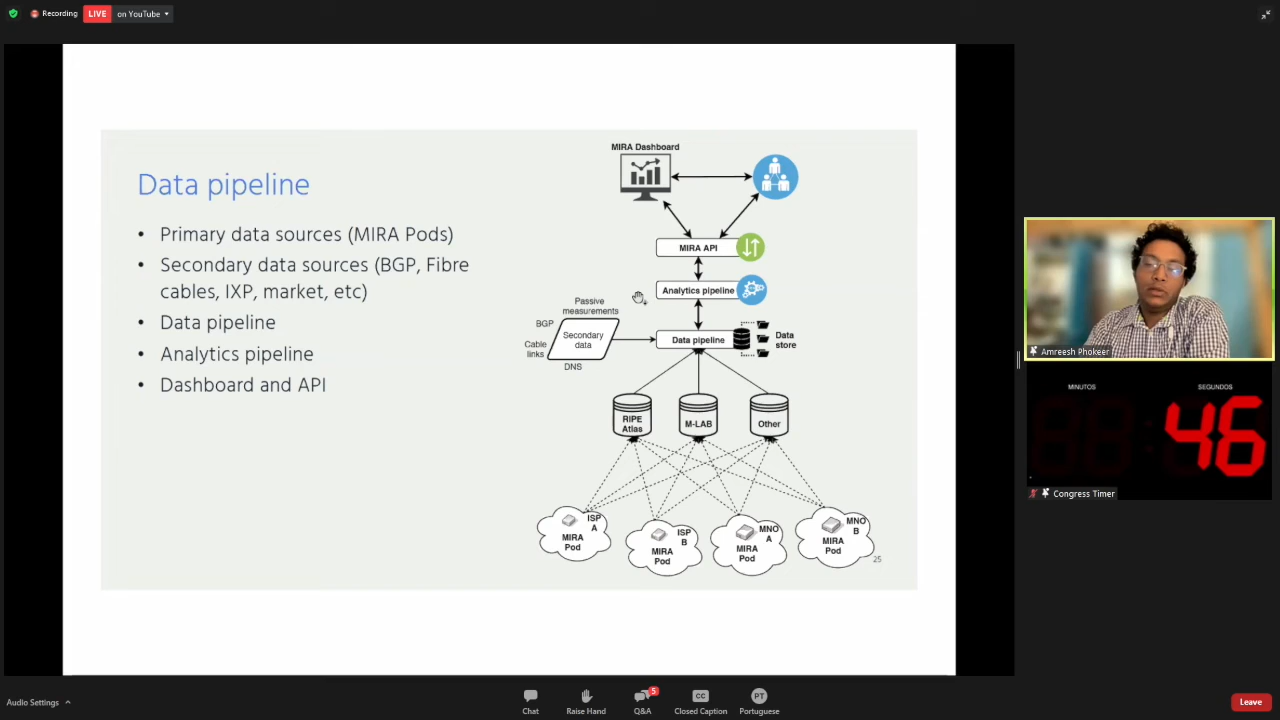 Recording
LIVE
on YouTube
Data pipeline
• Primary data sources (MIRA Pods)
• Secondary data sources (BGP, Fibre
cables, IXP, market, etc)
• Data pipeline
• Analytics pipeline
• Dashboard and API
MIRA Dashboard
MIRA API
Analytics pipeline
Passive
measurements
BGP
Cable
links
Secondary
data
DNS
Data pipeline
Data
store
RIPE
Atlas
M-LAB
Other
ISP
A
MIRA
Pod
ISP
B
MIRA
Pod
MNO
A
MIRA
Pod
MNO
B
MIRA
Pod
25
Amreesh Phokeer
MINUTOS
SEGUNDOS
46
Congress Timer
Audio Settings
Chat
Raise Hand
5
Q&A
CC
Closed Caption
PT
Portuguese
Leave